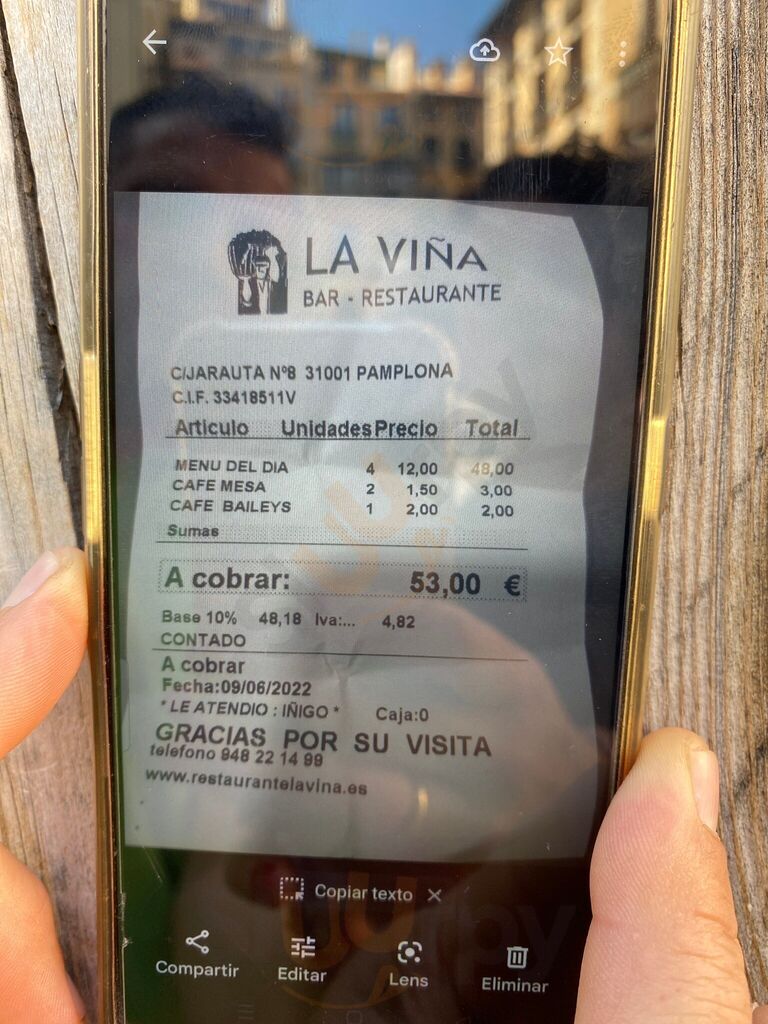 LA VIÑA
BAR - RESTAURANTE
C/JARAUTA Nº8 31001 PAMPLONA
C.I.F. 33418511V
Articulo Unidades Precio Total
MENU DEL DIA 4 12,00 48,00
CAFE MESA 2 1,50 3,00
CAFE BAILEYS 1 2,00 2,00
Sumas
A cobrar: 53,00 €
Base 10% 48,18 Iva:... 4,82
CONTADO
A cobrar
Fecha:09/06/2022
* LE ATENDIO : IÑIGO * Caja:0
GRACIAS POR SU VISITA
telefono 948 22 14 99
www.restaurantelavina.es
Copiar texto
Compartir Editar Lens Eliminar